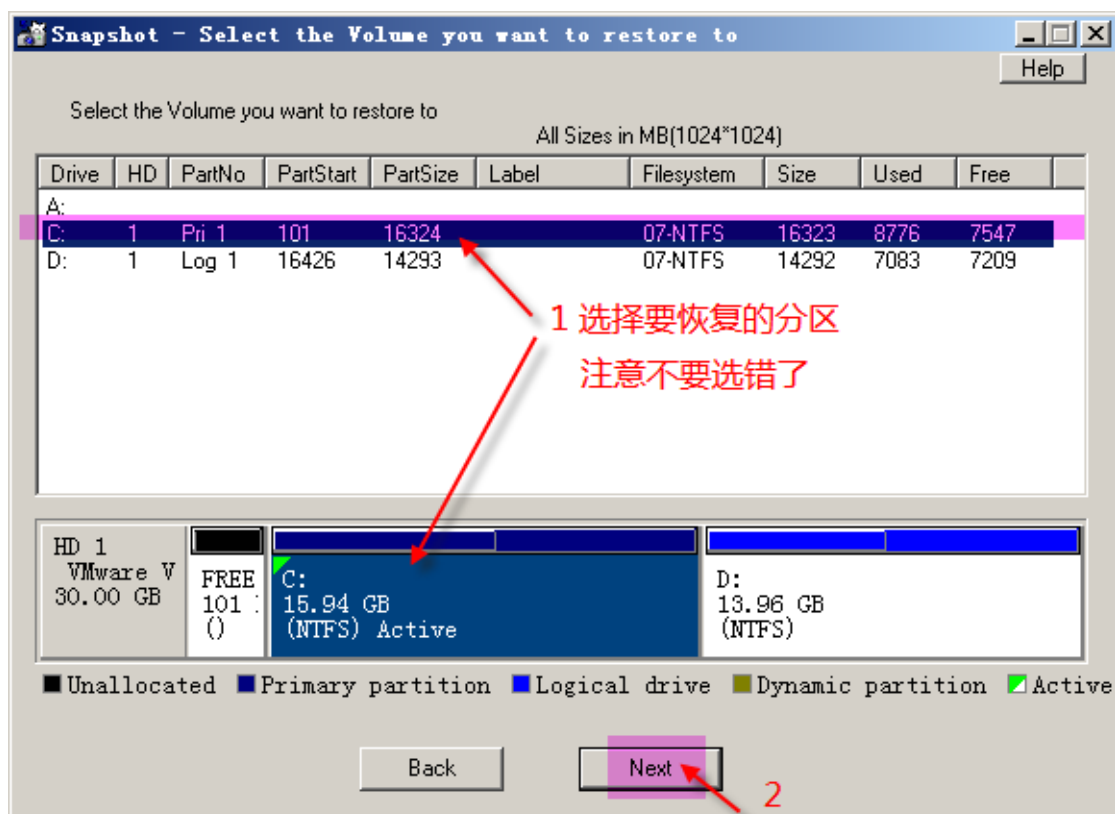 Snapshot - Select the Volume you want to restore to
Help
Select the Volume you want to restore to
All Sizes in MB(1024*1024)
Drive HD PartNo PartStart PartSize Label Filesystem Size Used Free
A:
C: 1 Pri 1 101 16324 07-NTFS 16323 8776 7547
D: 1 Log 1 16426 14293 07-NTFS 14292 7083 7209
1 选择要恢复的分区
注意不要选错了
HD 1
VMware V
30.00 GB
FREE
101
()
C:
15.94 GB
(NTFS) Active
D:
13.96 GB
(NTFS)
Unallocated Primary partition Logical drive Dynamic partition Active
Back
Next
2